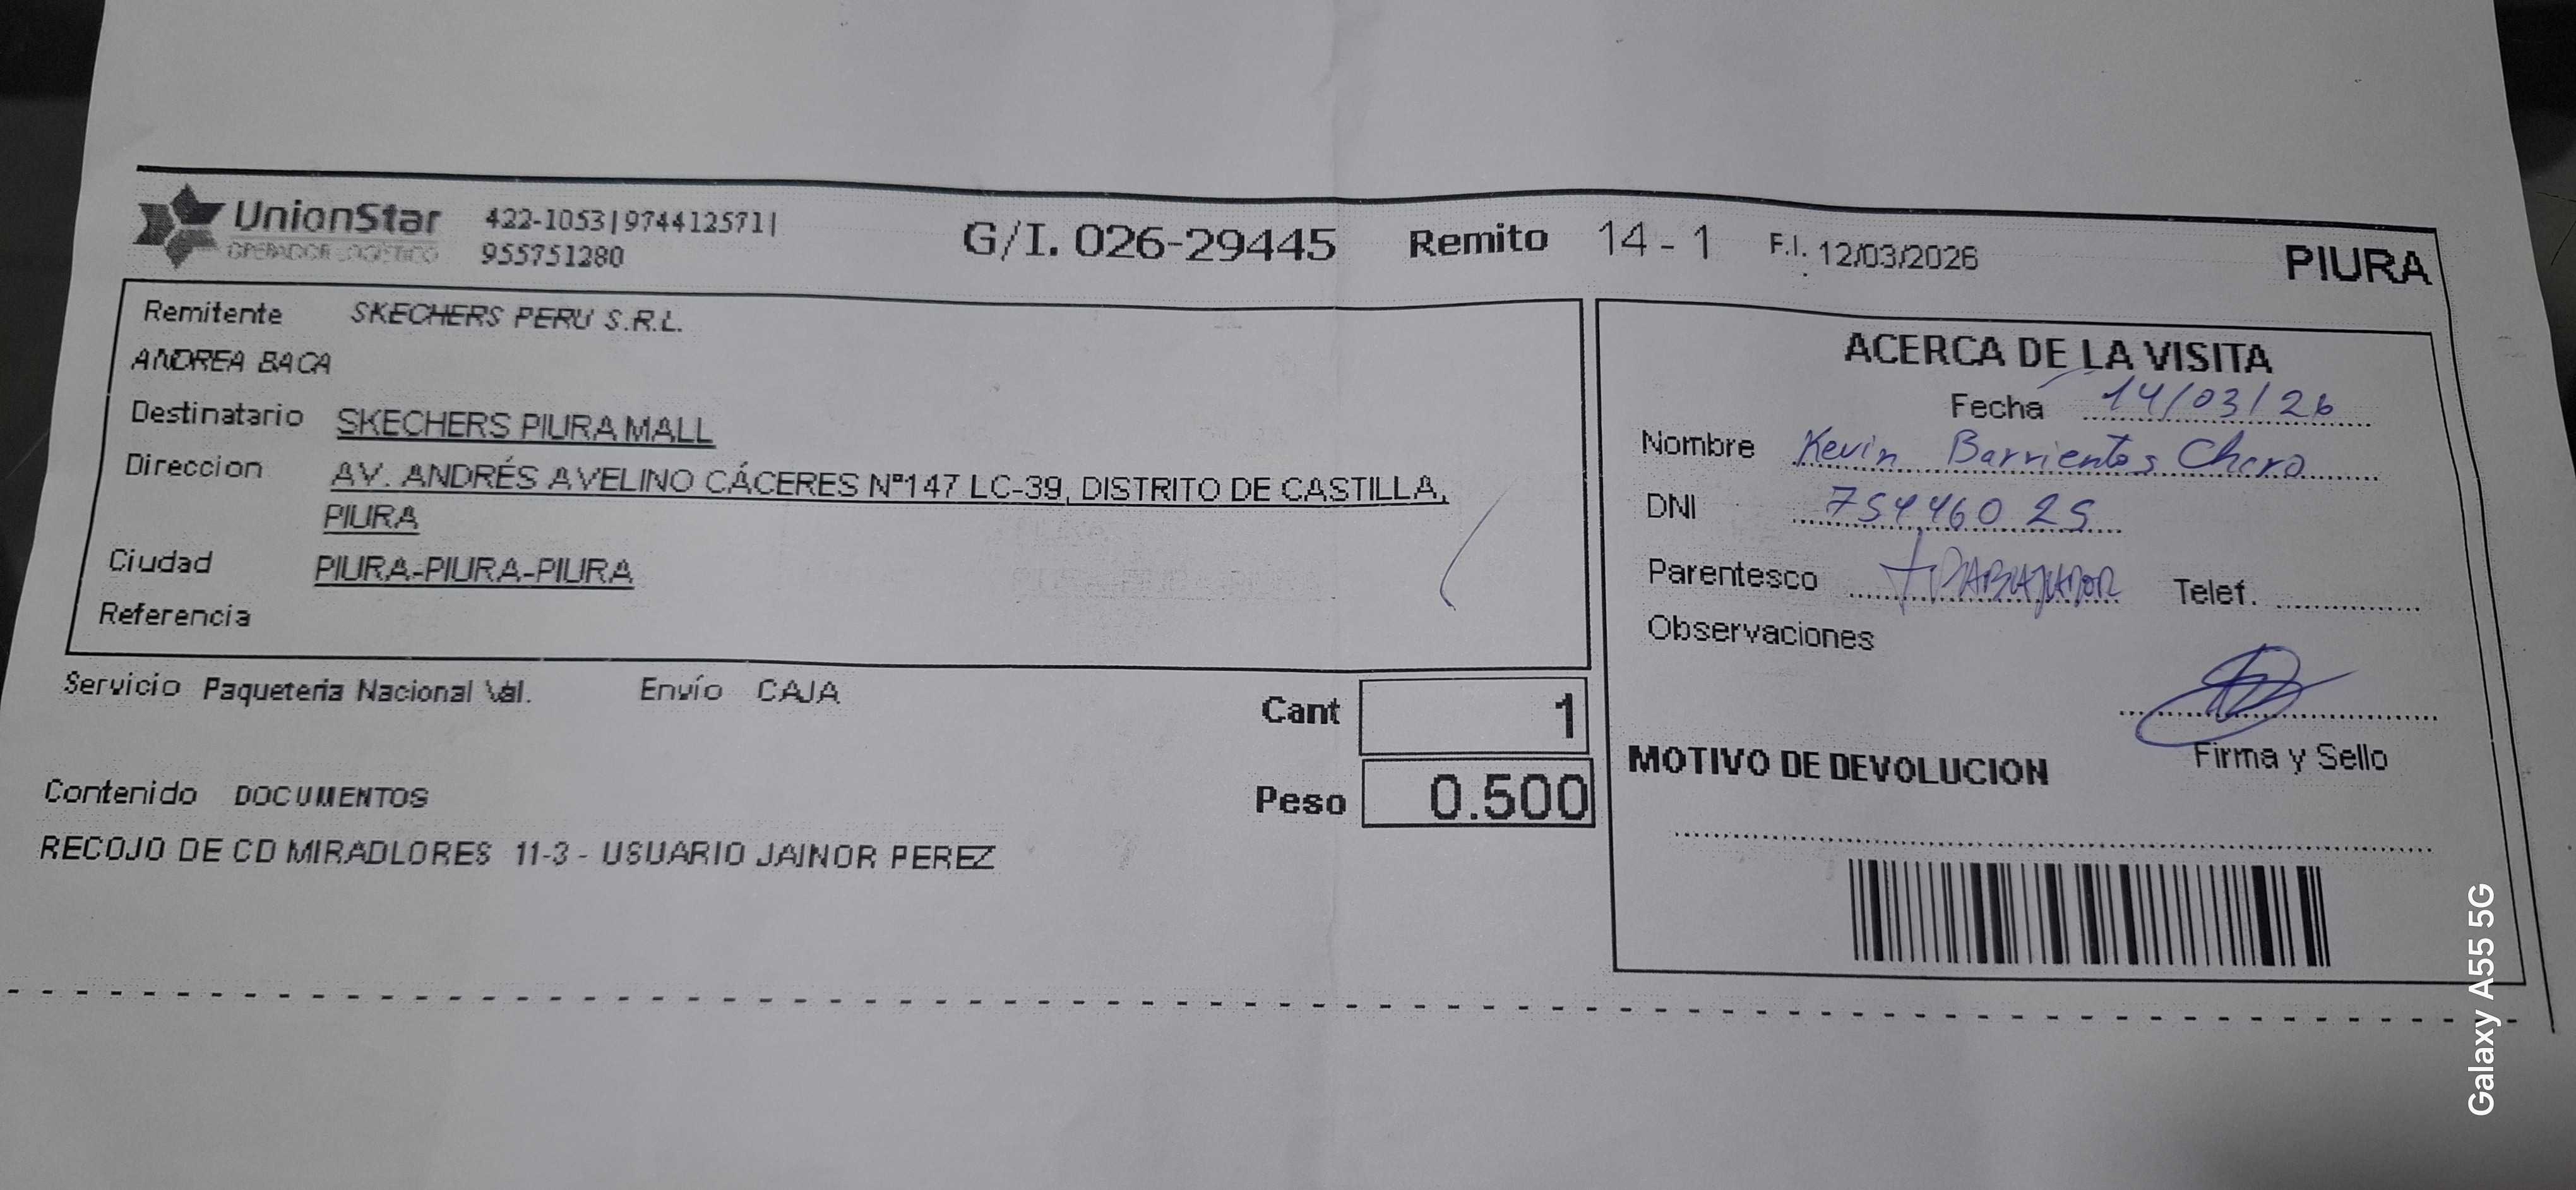 UnionStar
OPERADOR LOGÍSTICO
422-1053|974412571|
955751280
G/I. 026-29445 Remito 14 - 1 F.I. 12/03/2026 PIURA
Remitente SKECHERS PERU S.R.L.
ANDREA BACA
Destinatario SKECHERS PIURA MALL
Direccion AV. ANDRÉS AVELINO CÁCERES Nº147 LC-39, DISTRITO DE CASTILLA,
PIURA
Ciudad PIURA-PIURA-PIURA
Referencia
Servicio Paqueteria Nacional Val. Envío CAJA
Cant 1
Peso 0.500
Contenido DOCUMENTOS
RECOJO DE CD MIRADLORES 11-3 - USUARIO JAINOR PEREZ
ACERCA DE LA VISITA
Fecha 14/03/26
Nombre Kevin Barrientos
DNI 75446025
Parentesco TRABAJADOR Telef.
Observaciones
Firma y Sello
MOTIVO DE DEVOLUCION
Galaxy A55 5G